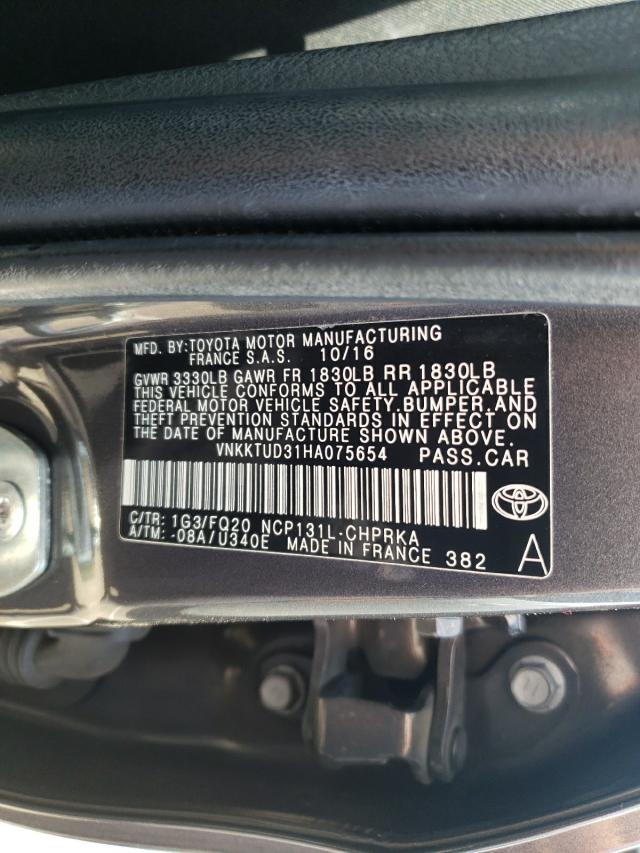 MFD. BY:TOYOTA MOTOR MANUFACTURING
FRANCE S.A.S. 10/16
GVWR 3330LB GAWR FR 1830LB RR 1830LB
THIS VEHICLE CONFORMS TO ALL APPLICABLE
FEDERAL MOTOR VEHICLE SAFETY,BUMPER,AND
THEFT PREVENTION STANDARDS IN EFFECT ON
THE DATE OF MANUFACTURE SHOWN ABOVE.
VNKKTUD31HA075654 PASS.CAR
C/TR: 1G3/FQ20 NCP131L-CHPRKA
A/TM: -08A/U340E MADE IN FRANCE 382
A